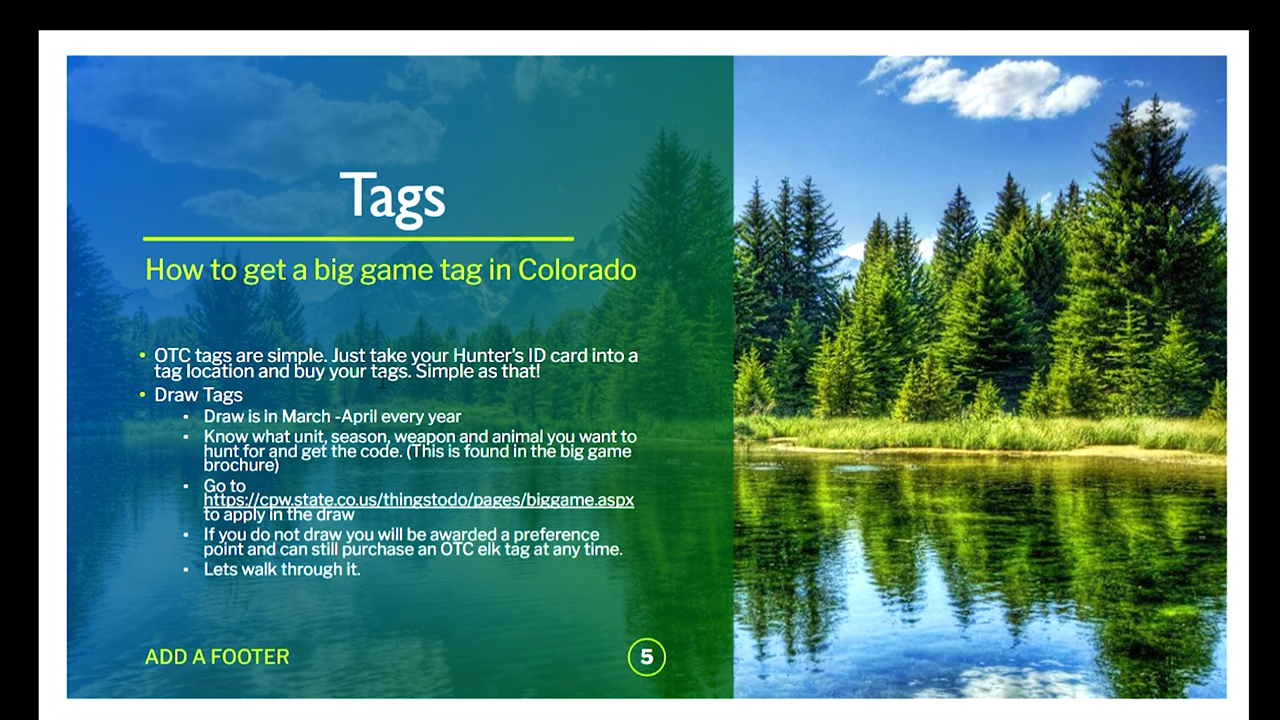 Tags
How to get a big game tag in Colorado
• OTC tags are simple. Just take your Hunter's ID card into a
tag location and buy your tags. Simple as that!
• Draw Tags
• Draw is in March -April every year
• Know what unit, season, weapon and animal you want to
hunt for and get the code. (This is found in the big game
brochure)
• Go to
https://cpw.state.co.us/thingstodo/pages/biggame.aspx
to apply in the draw
• If you do not draw you will be awarded a preference
point and can still purchase an OTC elk tag at any time.
• Lets walk through it.
ADD A FOOTER
5